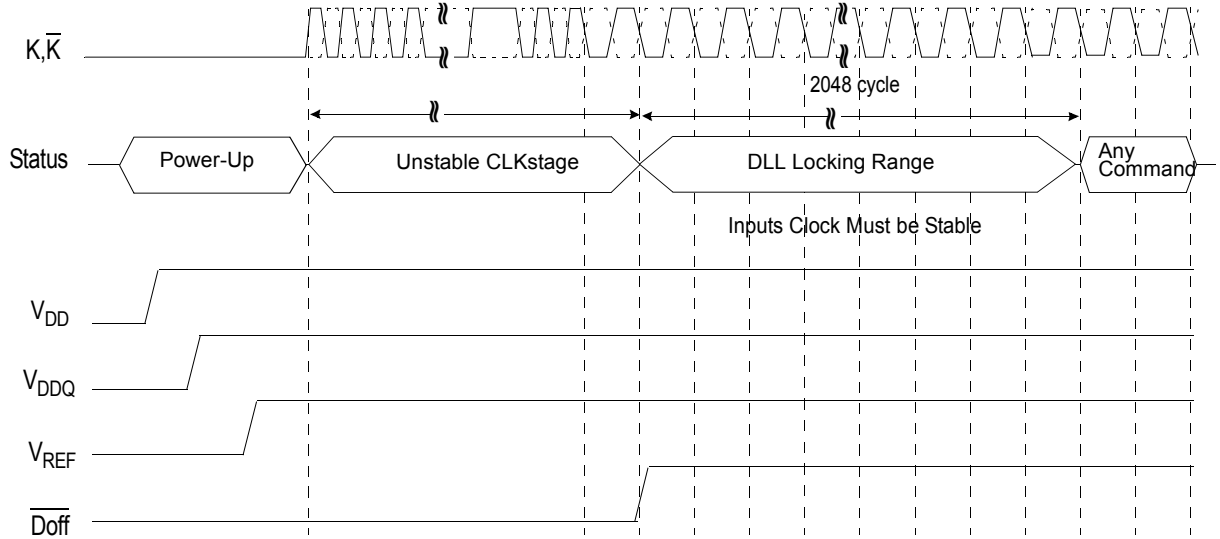 K,K̅
2048 cycle
Status
Power-Up
Unstable CLKstage
DLL Locking Range
Any
Command
Inputs Clock Must be Stable
VDD
VDDQ
VREF
D̅o̅f̅f̅